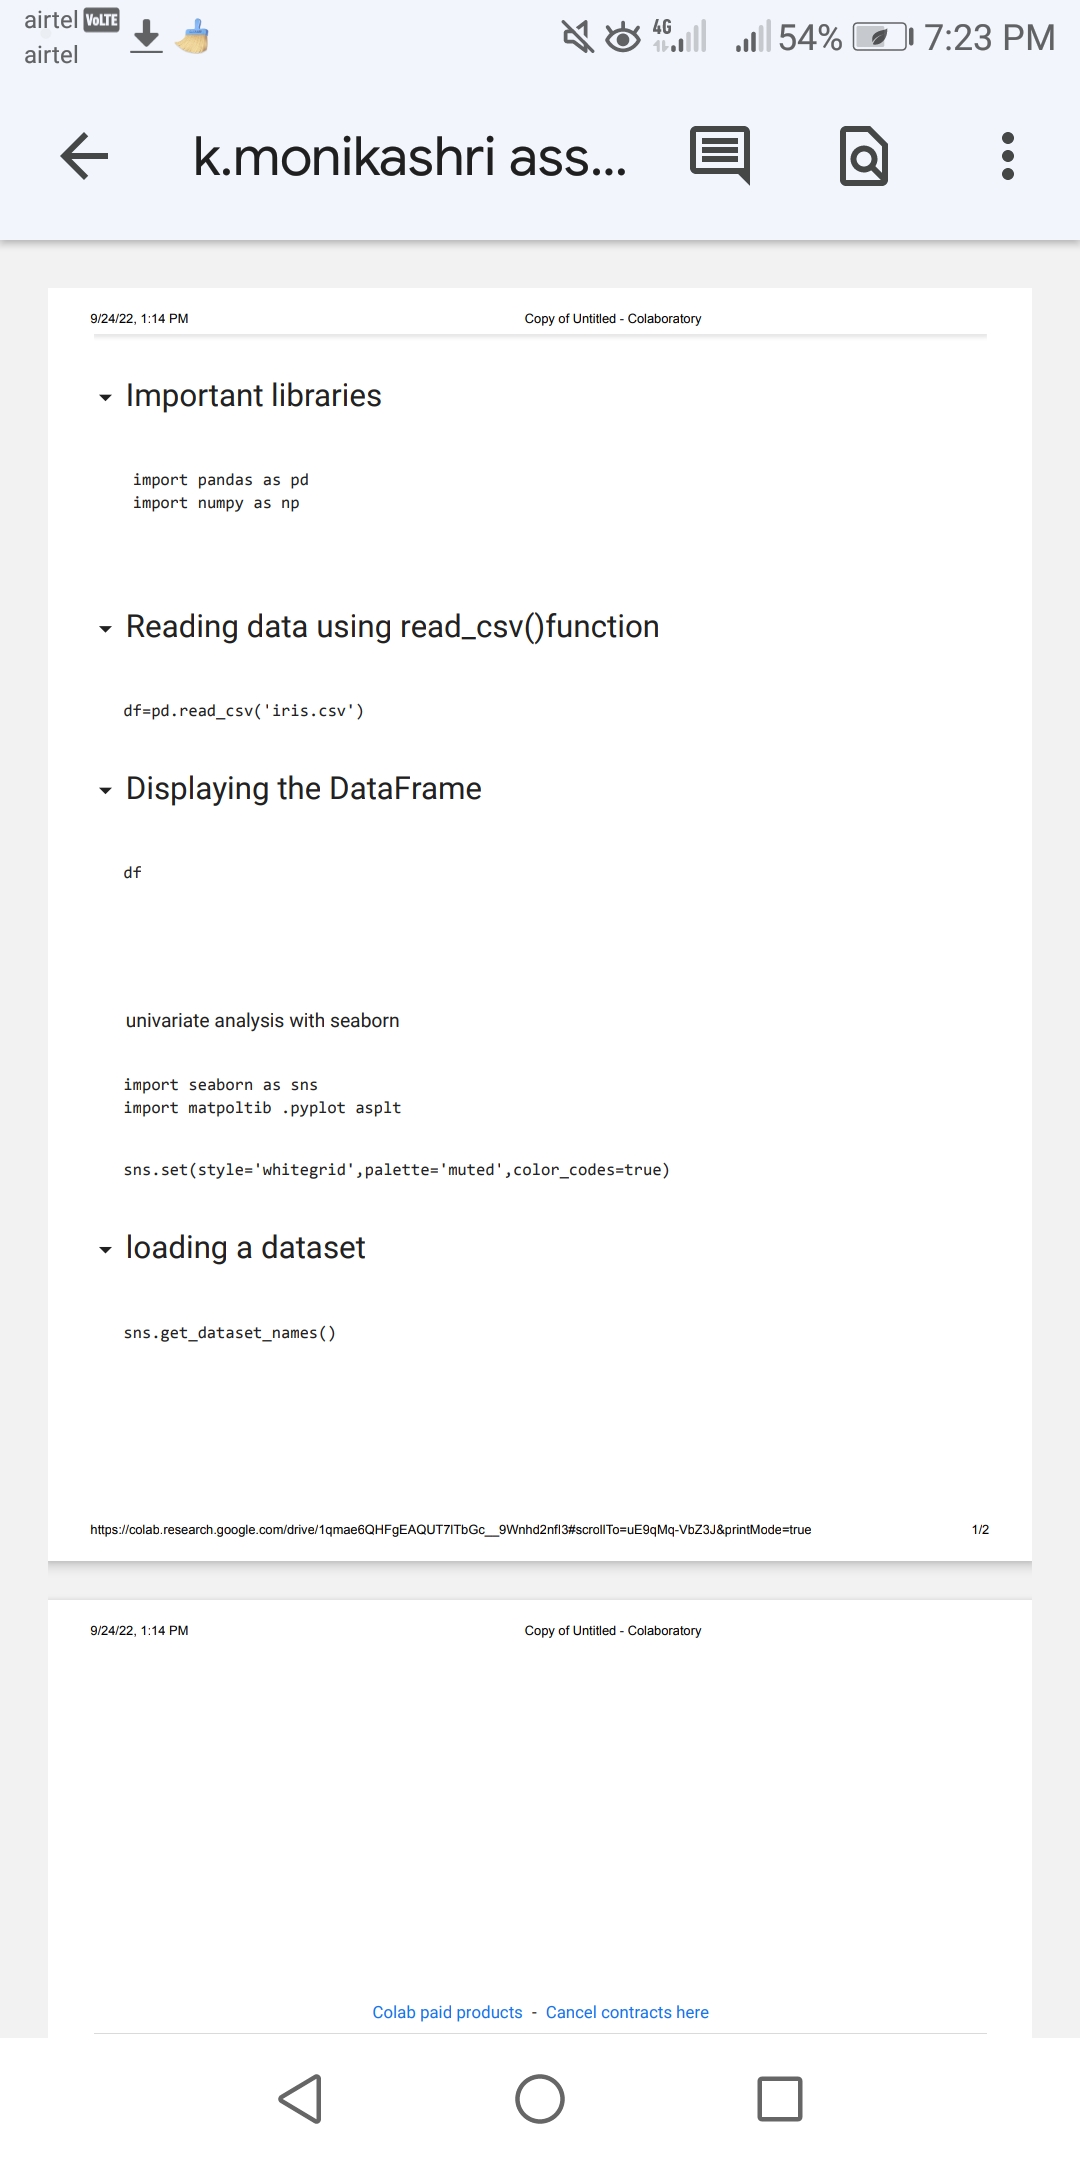 airtel VoLTE
airtel
4G
54%
7:23 PM
k.monikashri ass...
9/24/22, 1:14 PM
Copy of Untitled - Colaboratory
Important libraries
import pandas as pd
import numpy as np
Reading data using read_csv()function
df=pd.read_csv('iris.csv')
Displaying the DataFrame
df
univariate analysis with seaborn
import seaborn as sns
import matpoltib .pyplot asplt
sns.set(style='whitegrid',palette='muted',color_codes=true)
loading a dataset
sns.get_dataset_names()
https://colab.research.google.com/drive/1qmae6QHFgEAQUT7lTbGc__9Wnhd2nfl3#scrollTo=uE9qMq-VbZ3J&printMode=true
1/2
9/24/22, 1:14 PM
Copy of Untitled - Colaboratory
Colab paid products - Cancel contracts here